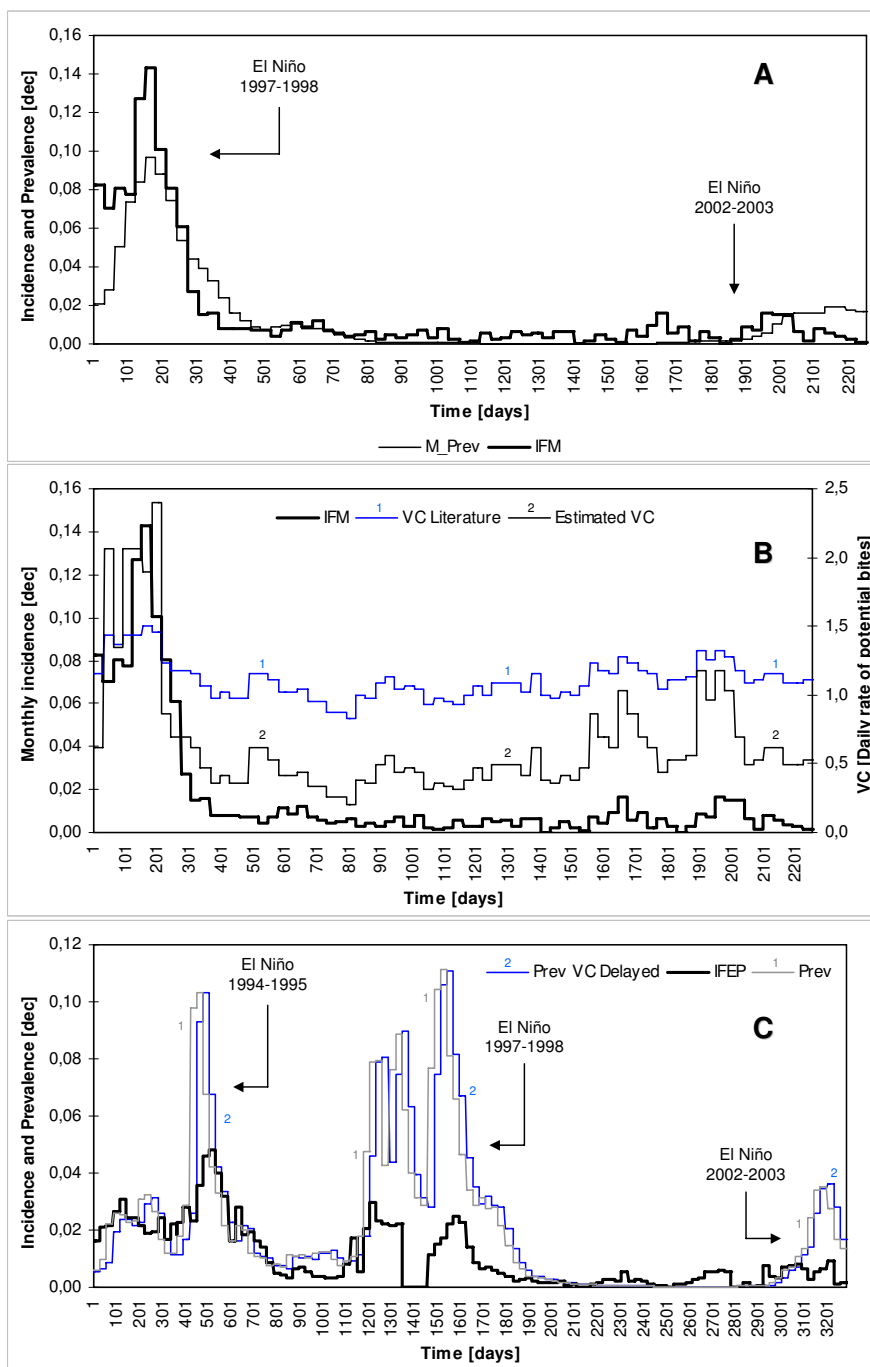 0,16
0,14
0,12
0,10
0,08
0,06
0,04
0,02
0,00
Incidence and Prevalence [dec]
El Niño
1997-1998
A
El Niño
2002-2003
1 101 201 301 401 501 601 701 801 901 1001 1101 1201 1301 1401 1501 1601 1701 1801 1901 2001 2101 2201
Time [days]
M_Prev IFM
0,16
0,14
0,12
0,10
0,08
0,06
0,04
0,02
0,00
Monthly incidence [dec]
IFM 1 VC Literature 2 Estimated VC
B
1 1 1
2 2 2
2,5
2,0
1,5
1,0
0,5
0,0
VC [Daily rate of potential bites]
1 101 201 301 401 501 601 701 801 901 1001 1101 1201 1301 1401 1501 1601 1701 1801 1901 2001 2101 2201
Time [days]
0,12
0,10
0,08
0,06
0,04
0,02
0,00
Incidence and Prevalence [dec]
2 Prev VC Delayed IFEP 1 Prev
El Niño
1994-1995
C
El Niño
1997-1998
El Niño
2002-2003
1 2
1 1 2
1 2
1 101 201 301 401 501 601 701 801 901 1001 1101 1201 1301 1401 1501 1601 1701 1801 1901 2001 2101 2201 2301 2401 2501 2601 2701 2801 2901 3001 3101 3201
Time [days]